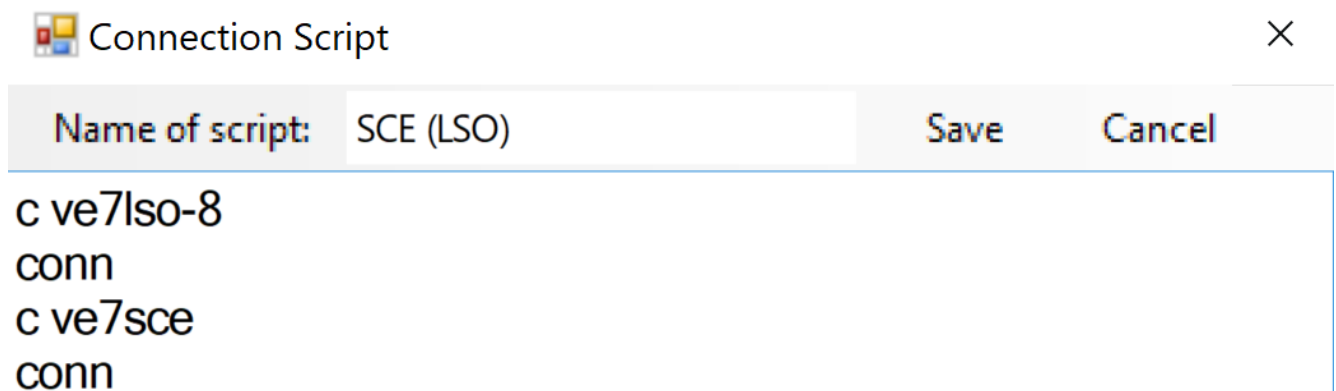 Connection Script
Name of script: SCE (LSO) Save Cancel
c ve7lso-8
conn
c ve7sce
conn